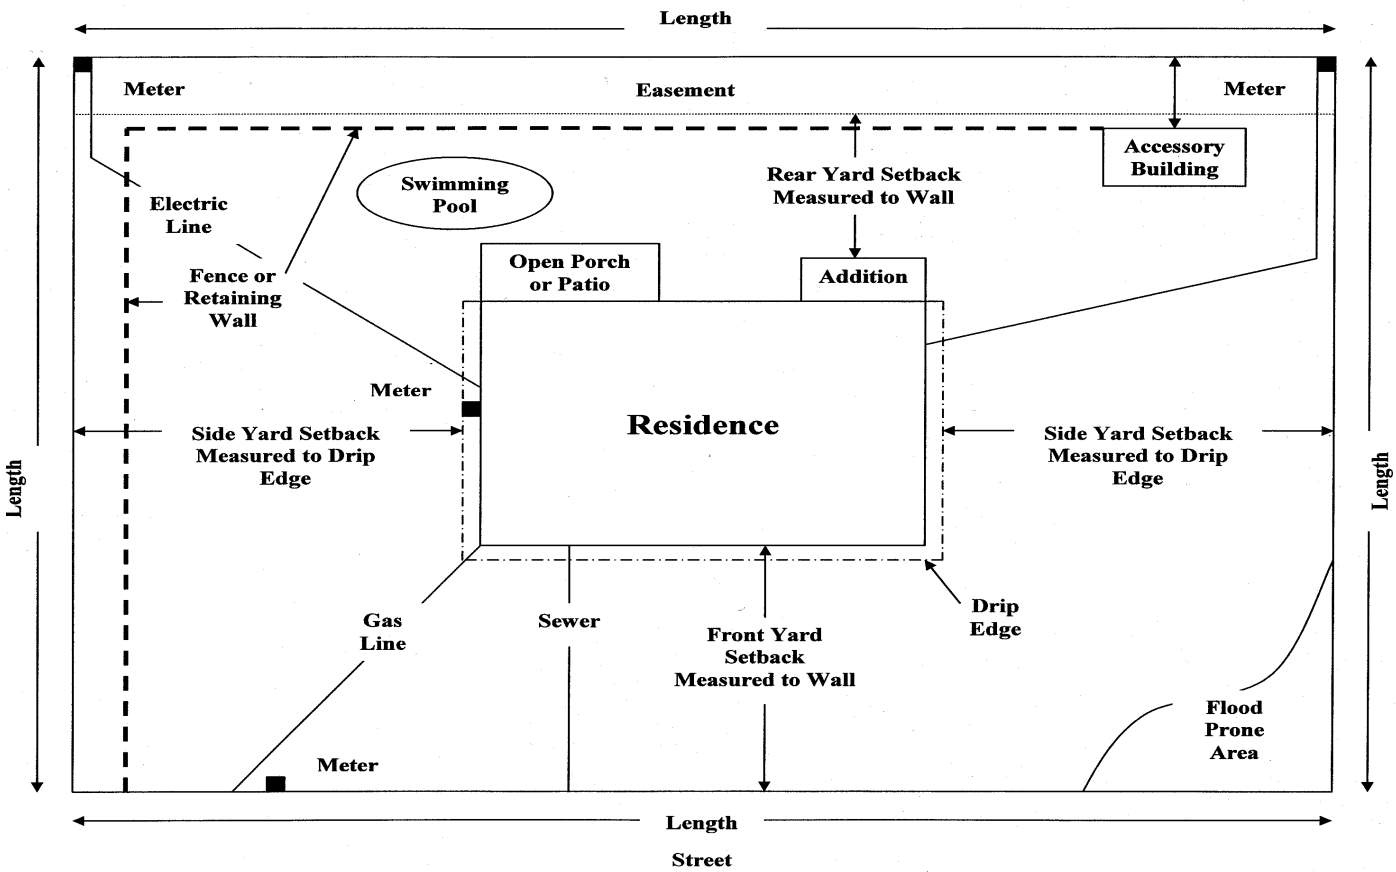 Length
Meter
Easement
Meter
Accessory
Building
Swimming
Pool
Rear Yard Setback
Measured to Wall
Electric
Line
Open Porch
or Patio
Addition
Fence or
Retaining
Wall
Meter
Residence
Side Yard Setback
Measured to Drip
Edge
Side Yard Setback
Measured to Drip
Edge
Length
Length
Gas
Line
Sewer
Front Yard
Setback
Measured to Wall
Drip
Edge
Flood
Prone
Area
Meter
Length
Street